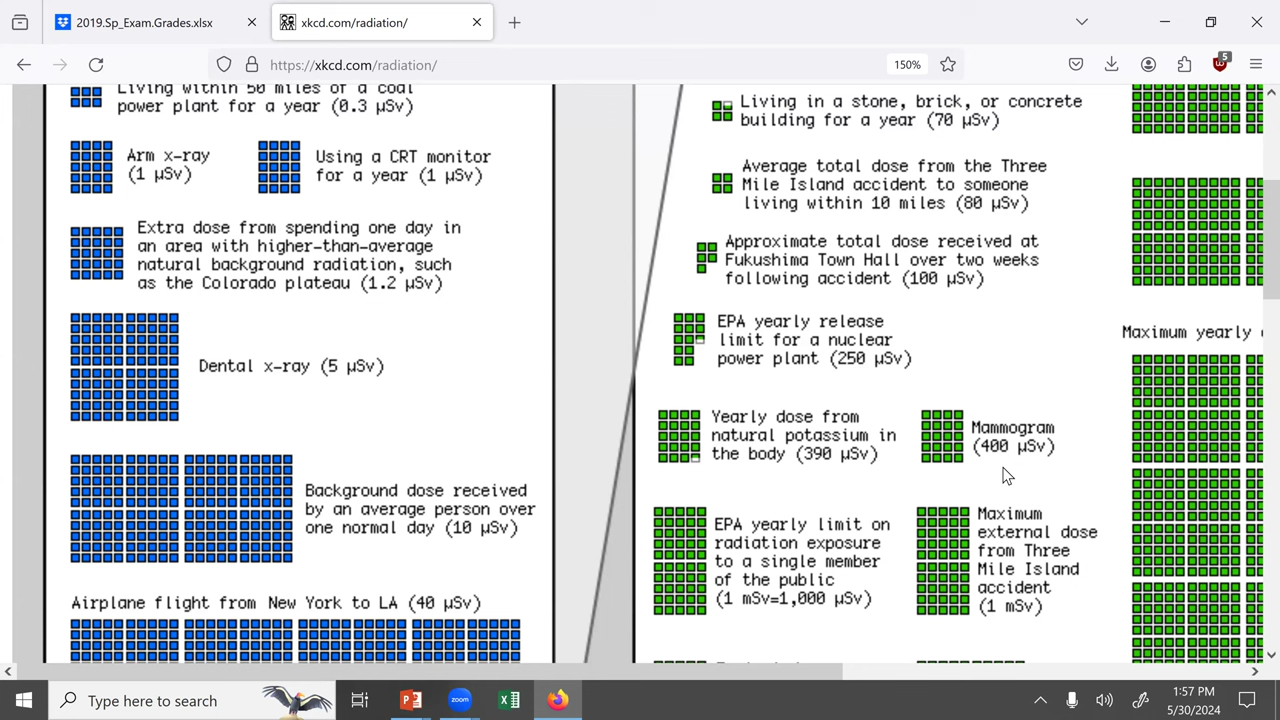 2019.Sp_Exam.Grades.xlsx
xkcd.com/radiation/
https://xkcd.com/radiation/
150%
5
Living within 50 miles of a coal
power plant for a year (0.3 µSv)
Arm x-ray
(1 µSv)
Using a CRT monitor
for a year (1 µSv)
Extra dose from spending one day in
an area with higher-than-average
natural background radiation, such
as the Colorado plateau (1.2 µSv)
Dental x-ray (5 µSv)
Background dose received
by an average person over
one normal day (10 µSv)
Airplane flight from New York to LA (40 µSv)
Living in a stone, brick, or concrete
building for a year (70 µSv)
Average total dose from the Three
Mile Island accident to someone
living within 10 miles (80 µSv)
Approximate total dose received at
Fukushima Town Hall over two weeks
following accident (100 µSv)
EPA yearly release
limit for a nuclear
power plant (250 µSv)
Yearly dose from
natural potassium in
the body (390 µSv)
Mammogram
(400 µSv)
EPA yearly limit on
radiation exposure
to a single member
of the public
(1 mSv=1,000 µSv)
Maximum
external dose
from Three
Mile Island
accident
(1 mSv)
Maximum yearly
Type here to search
zoom
1:57 PM
5/30/2024